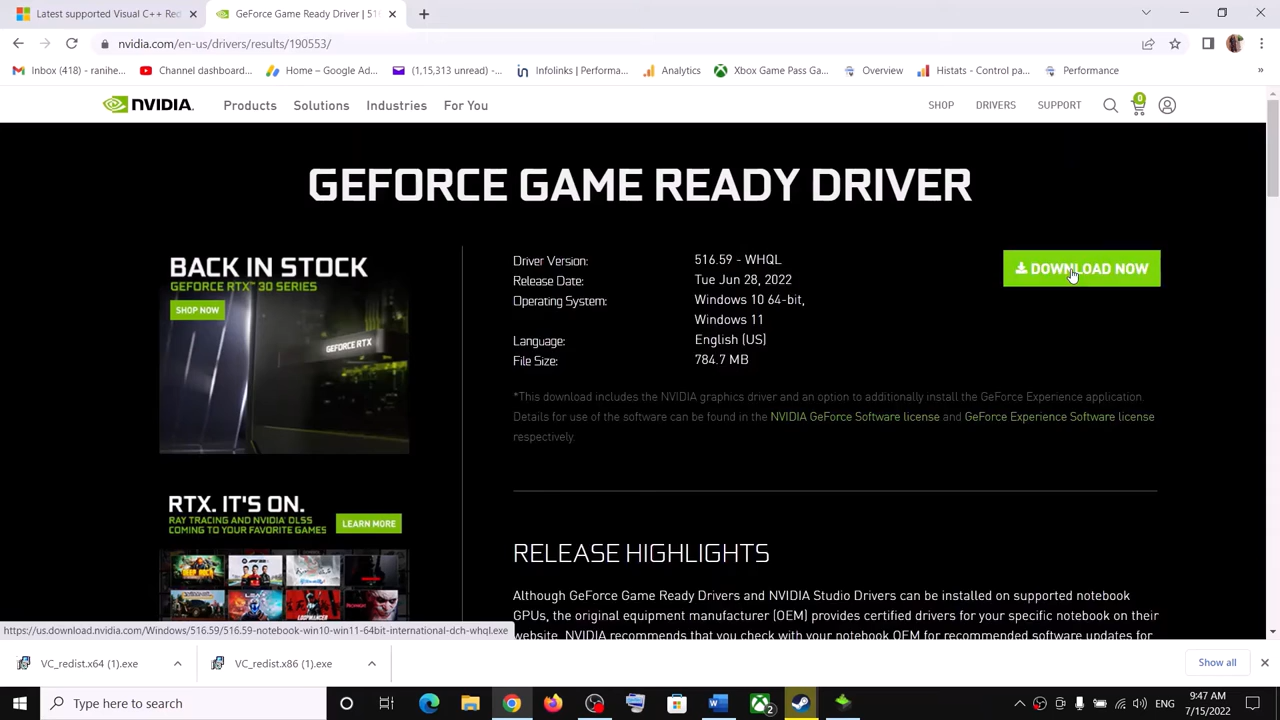 Latest supported Visual C++ Red
GeForce Game Ready Driver | 516
nvidia.com/en-us/drivers/results/190553/
Inbox (418) - ranihe...
Channel dashboard...
Home – Google Ad...
(1,15,313 unread) -...
Infolinks | Performa...
Analytics
Xbox Game Pass Ga...
Overview
Histats - Control pa...
Performance
»
NVIDIA.
Products
Solutions
Industries
For You
SHOP
DRIVERS
SUPPORT
0
GEFORCE GAME READY DRIVER
BACK IN STOCK
GEFORCE RTX™ 30 SERIES
SHOP NOW
GEFORCE RTX
Driver Version: 516.59 - WHQL
Release Date: Tue Jun 28, 2022
Operating System: Windows 10 64-bit,
Windows 11
Language: English (US)
File Size: 784.7 MB
DOWNLOAD NOW
*This download includes the NVIDIA graphics driver and an option to additionally install the GeForce Experience application.
Details for use of the software can be found in the NVIDIA GeForce Software license and GeForce Experience Software license
respectively.
RTX. IT'S ON.
RAY TRACING AND NVIDIA DLSS
COMING TO YOUR FAVORITE GAMES
LEARN MORE
RELEASE HIGHLIGHTS
Although GeForce Game Ready Drivers and NVIDIA Studio Drivers can be installed on supported notebook
GPUs, the original equipment manufacturer (OEM) provides certified drivers for your specific notebook on their
website. NVIDIA recommends that you check with your notebook OEM for recommended software updates for
https://us.download.nvidia.com/Windows/516.59/516.59-notebook-win10-win11-64bit-international-dch-whql.exe
VC_redist.x64 (1).exe
VC_redist.x86 (1).exe
Show all
Type here to search
2
ENG
9:47 AM
7/15/2022